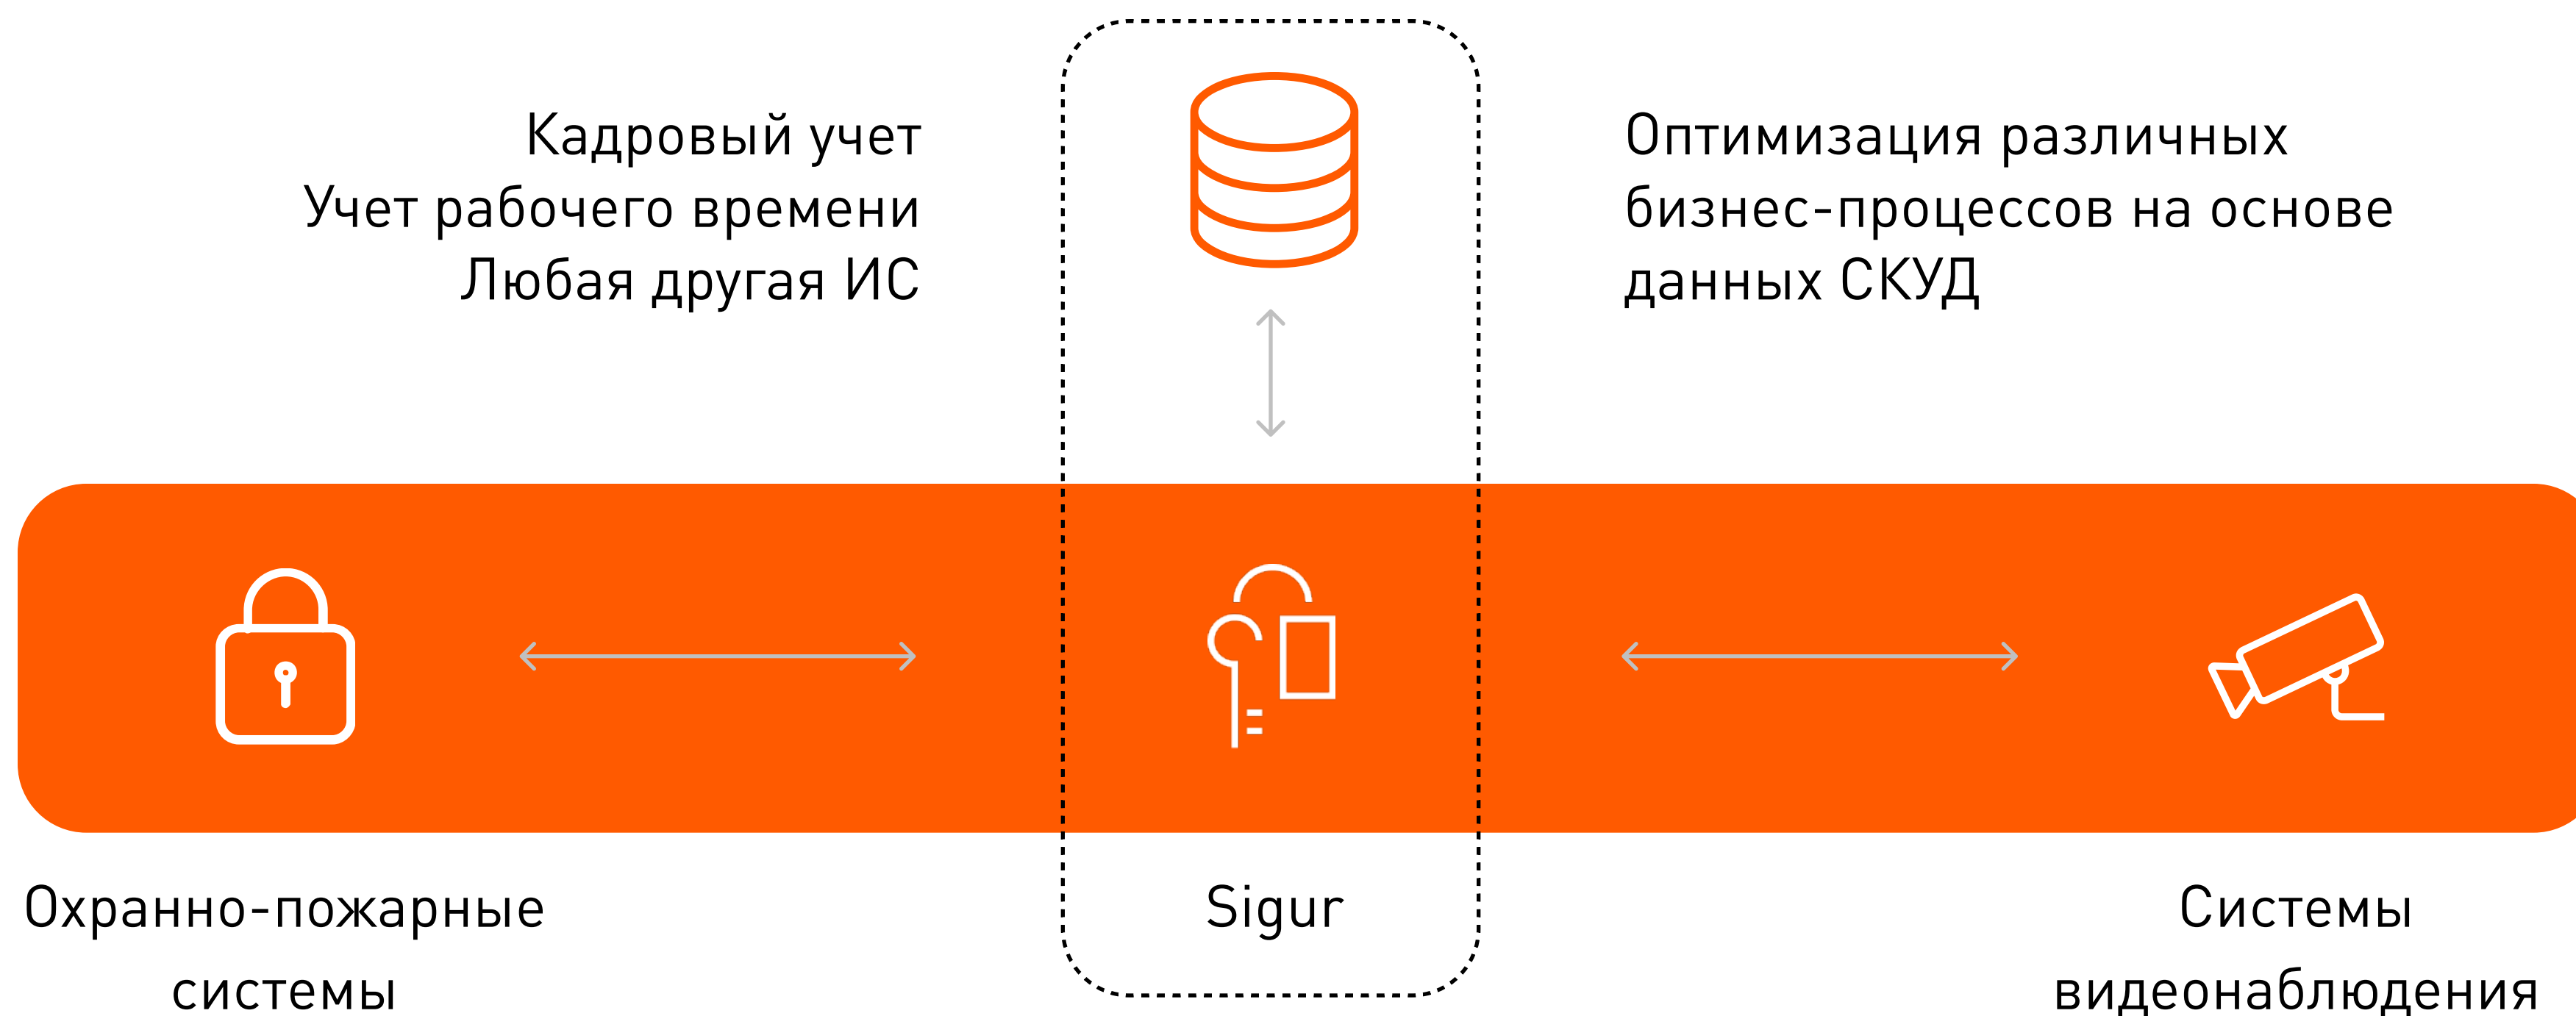 Кадровый учет
Учет рабочего времени
Любая другая ИС
Оптимизация различных
бизнес-процессов на основе
данных СКУД
Охранно-пожарные
системы
Sigur
Системы
видеонаблюдения